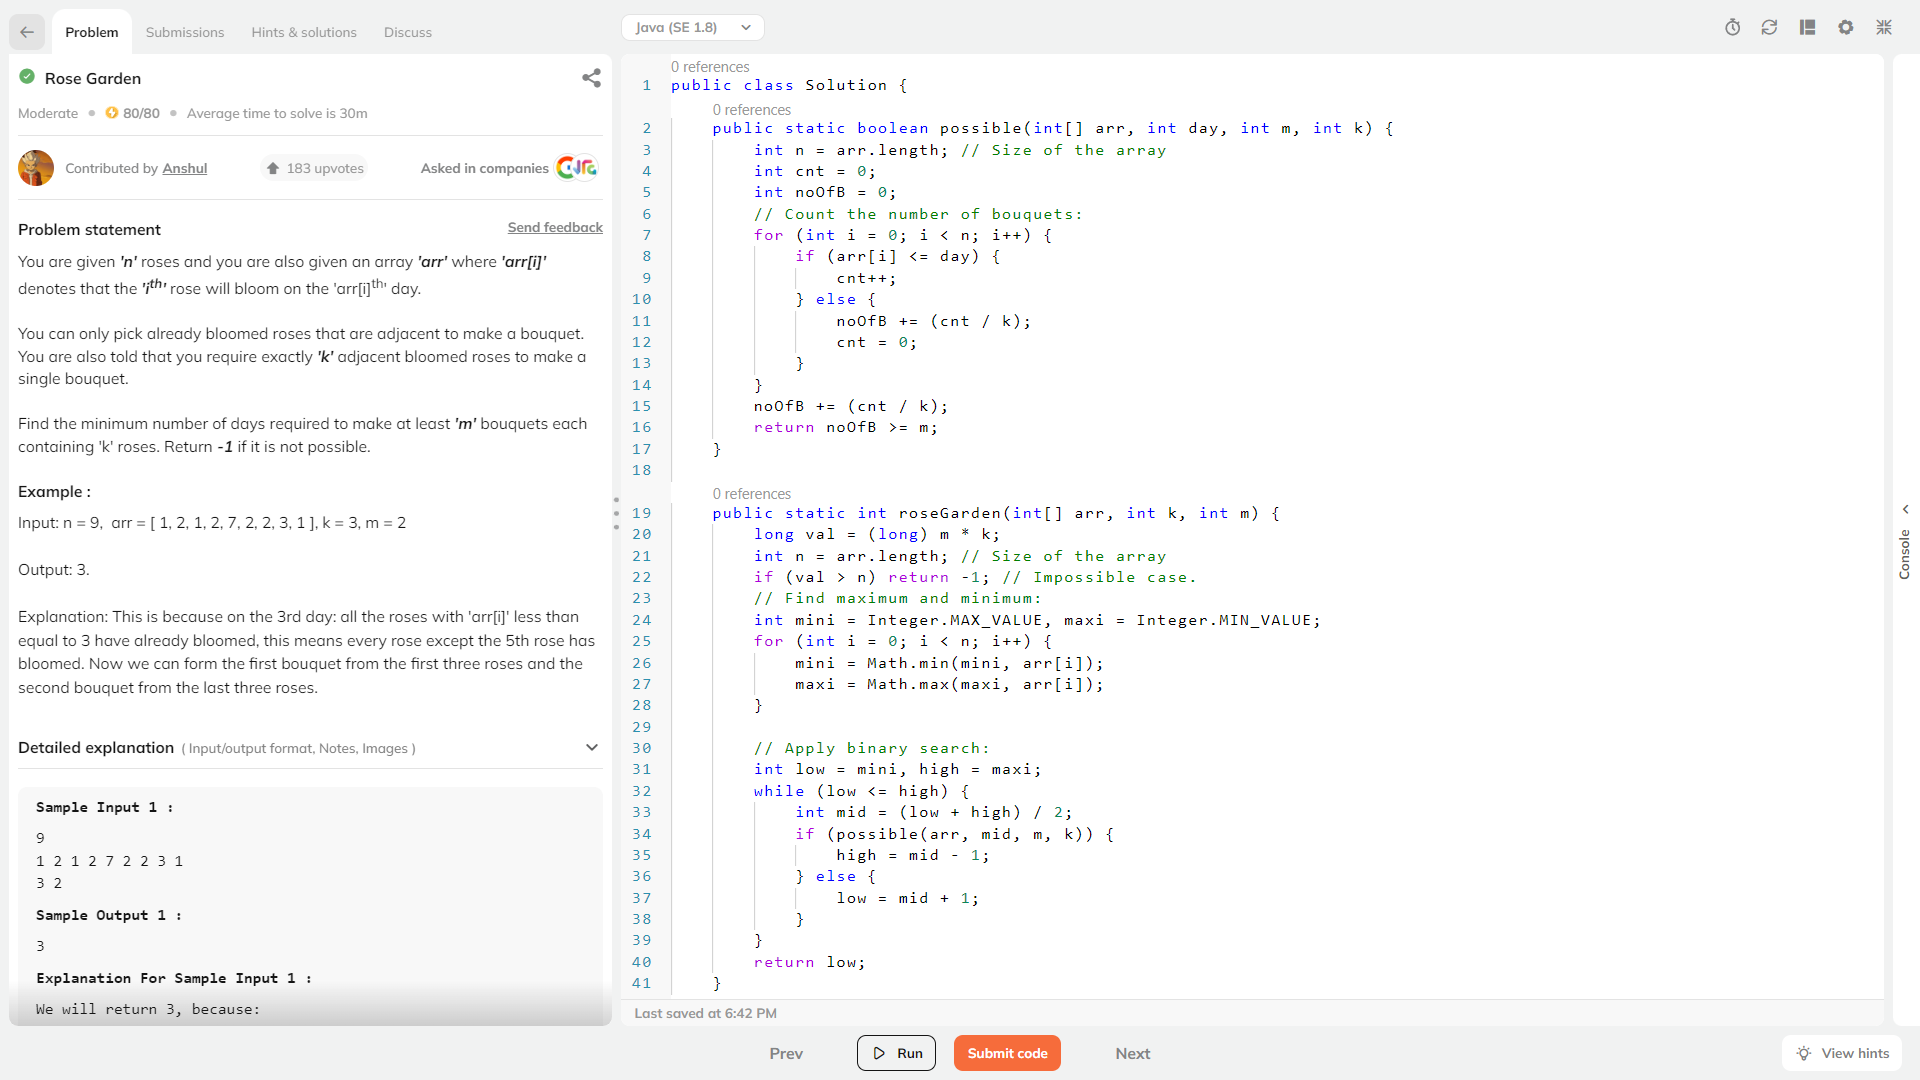 Problem
Submissions
Hints & solutions
Discuss
Java (SE 1.8)
Rose Garden
Moderate • 80/80 • Average time to solve is 30m
Contributed by Anshul
183 upvotes
Asked in companies
Problem statement
Send feedback
You are given 'n' roses and you are also given an array 'arr' where 'arr[i]'
denotes that the 'ith' rose will bloom on the 'arr[i]th' day.
You can only pick already bloomed roses that are adjacent to make a bouquet.
You are also told that you require exactly 'k' adjacent bloomed roses to make a
single bouquet.
Find the minimum number of days required to make at least 'm' bouquets each
containing 'k' roses. Return -1 if it is not possible.
Example :
Input: n = 9,  arr = [ 1, 2, 1, 2, 7, 2, 2, 3, 1 ], k = 3, m = 2
Output: 3.
Explanation: This is because on the 3rd day: all the roses with 'arr[i]' less than
equal to 3 have already bloomed, this means every rose except the 5th rose has
bloomed. Now we can form the first bouquet from the first three roses and the
second bouquet from the last three roses.
Detailed explanation ( Input/output format, Notes, Images )
Sample Input 1 :
9
1 2 1 2 7 2 2 3 1
3 2
Sample Output 1 :
3
Explanation For Sample Input 1 :
We will return 3, because:
0 references
1 public class Solution {
0 references
2 public static boolean possible(int[] arr, int day, int m, int k) {
3 int n = arr.length; // Size of the array
4 int cnt = 0;
5 int noOfB = 0;
6 // Count the number of bouquets:
7 for (int i = 0; i < n; i++) {
8 if (arr[i] <= day) {
9 cnt++;
10 } else {
11 noOfB += (cnt / k);
12 cnt = 0;
13 }
14 }
15 noOfB += (cnt / k);
16 return noOfB >= m;
17 }
18
0 references
19 public static int roseGarden(int[] arr, int k, int m) {
20 long val = (long) m * k;
21 int n = arr.length; // Size of the array
22 if (val > n) return -1; // Impossible case.
23 // Find maximum and minimum:
24 int mini = Integer.MAX_VALUE, maxi = Integer.MIN_VALUE;
25 for (int i = 0; i < n; i++) {
26 mini = Math.min(mini, arr[i]);
27 maxi = Math.max(maxi, arr[i]);
28 }
29
30 // Apply binary search:
31 int low = mini, high = maxi;
32 while (low <= high) {
33 int mid = (low + high) / 2;
34 if (possible(arr, mid, m, k)) {
35 high = mid - 1;
36 } else {
37 low = mid + 1;
38 }
39 }
40 return low;
41 }
Last saved at 6:42 PM
Console
Prev
Run
Submit code
Next
View hints